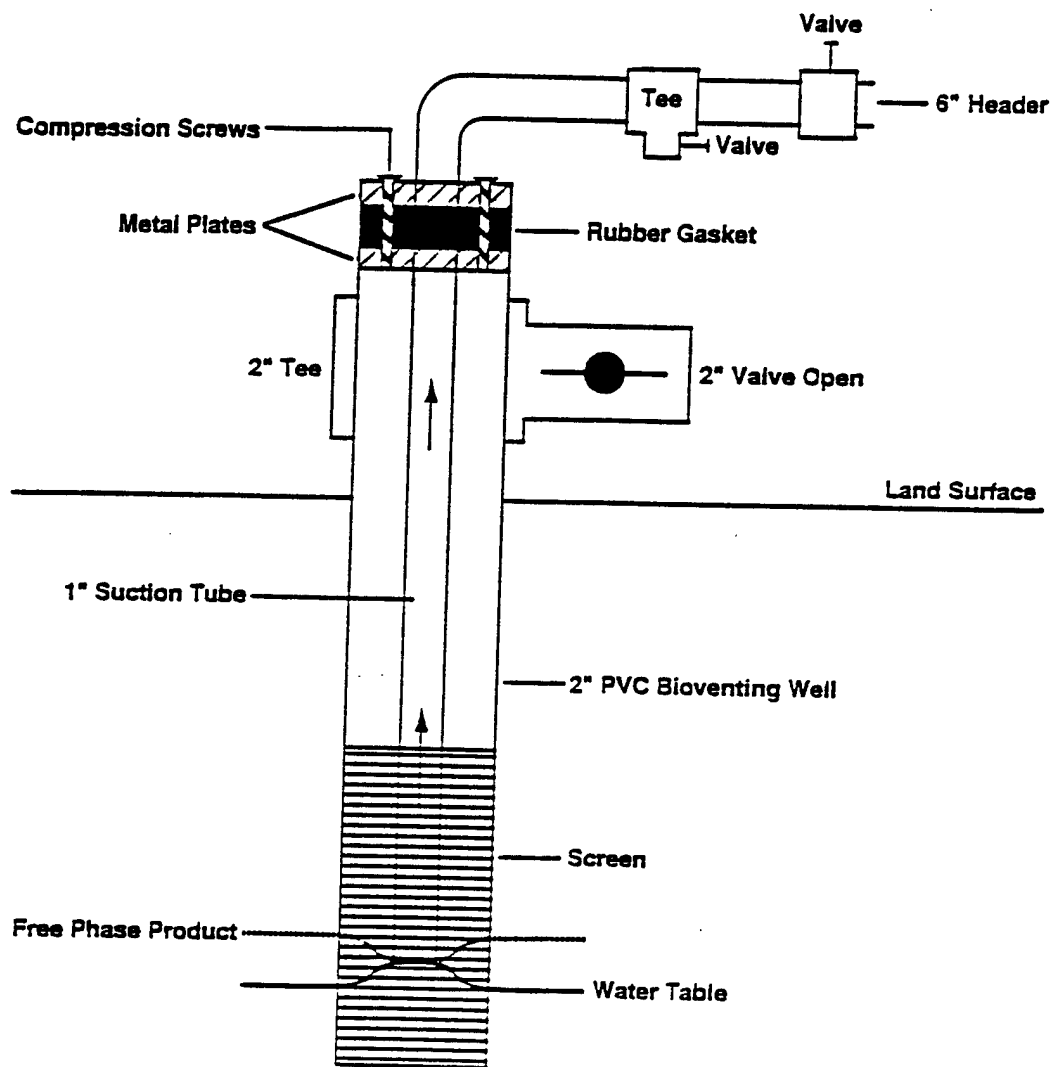 Valve
Tee
6" Header
Compression Screws
Valve
Metal Plates
Rubber Gasket
2" Tee
2" Valve Open
Land Surface
1" Suction Tube
2" PVC Bioventing Well
Screen
Free Phase Product
Water Table